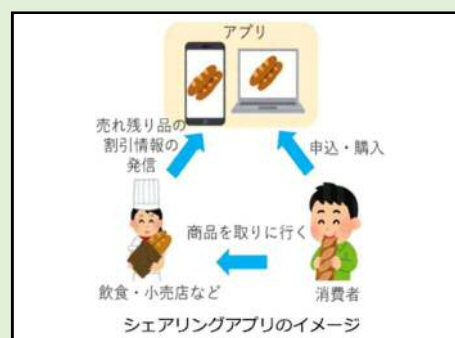 アプリ
売れ残り品の
割引情報の
発信
申込・購入
商品を取りに行く
飲食・小売店など
消費者
シェアリングアプリのイメージ